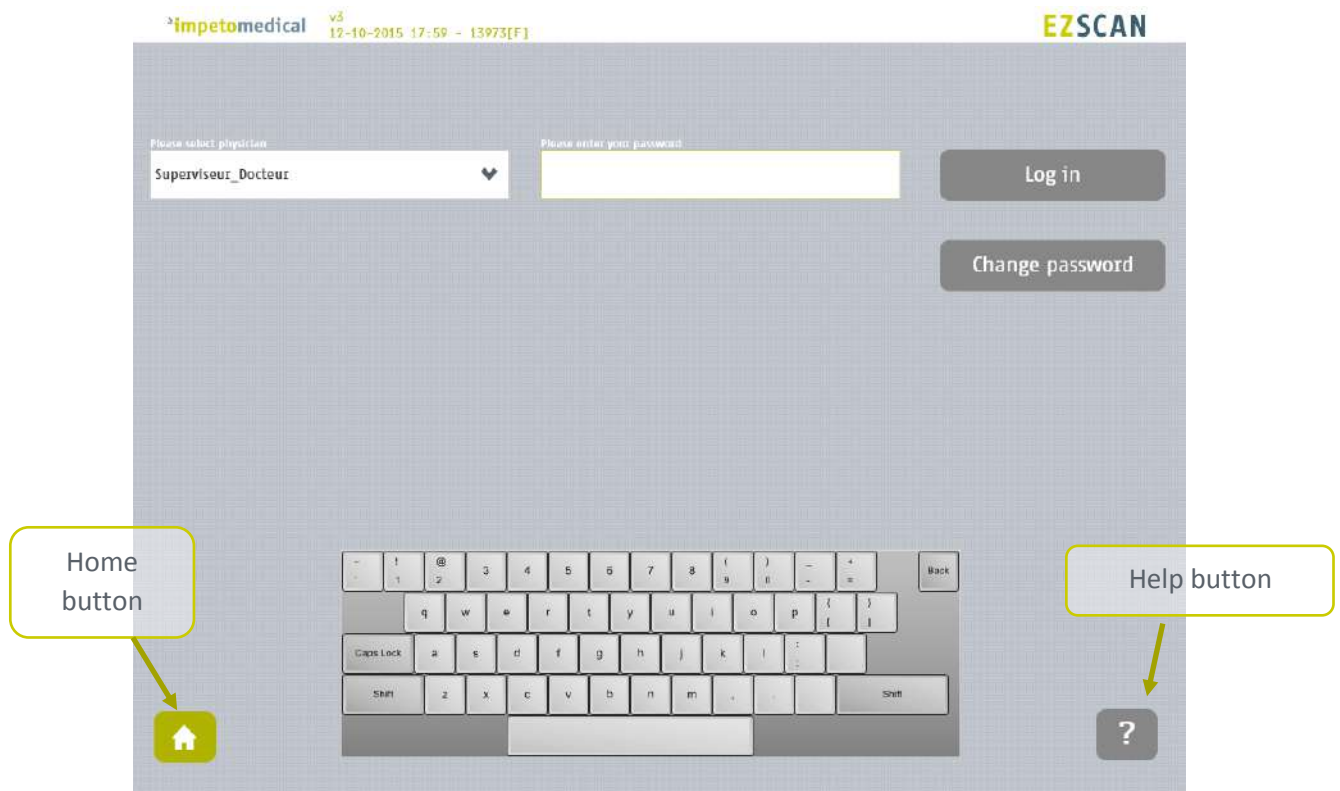 impetomedical
v3
12-10-2015 17:59 - 13973[F]
EZSCAN
Please select physician
Please enter your password
Superviseur_Docteur
Log in
Change password
Home
button
Help button
~ ! @ ( ) _ +
1 2 3 4 5 6 7 8 9 0 - = Back
q w e r t y u i o p { }
[ ]
Caps Lock a s d f g h j k l :
;
Shift z x c v b n m , . Shift
?